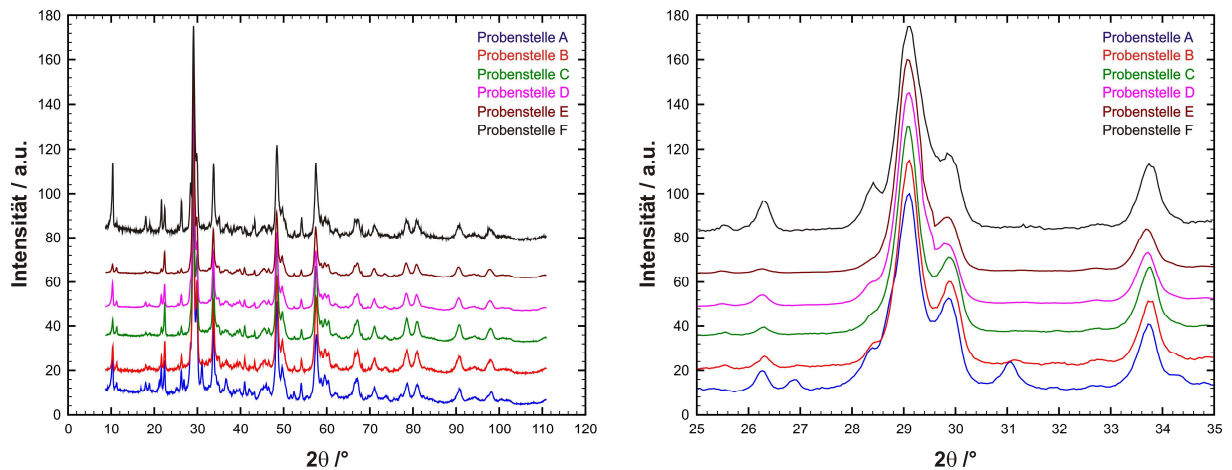 180
160
140
120
100
80
60
40
20
0
Intensität / a.u.
Probenstelle A
Probenstelle B
Probenstelle C
Probenstelle D
Probenstelle E
Probenstelle F
0 10 20 30 40 50 60 70 80 90 100 110 120
2θ /°
180
160
140
120
100
80
60
40
20
0
Intensität / a.u.
Probenstelle A
Probenstelle B
Probenstelle C
Probenstelle D
Probenstelle E
Probenstelle F
25 26 27 28 29 30 31 32 33 34 35
2θ /°